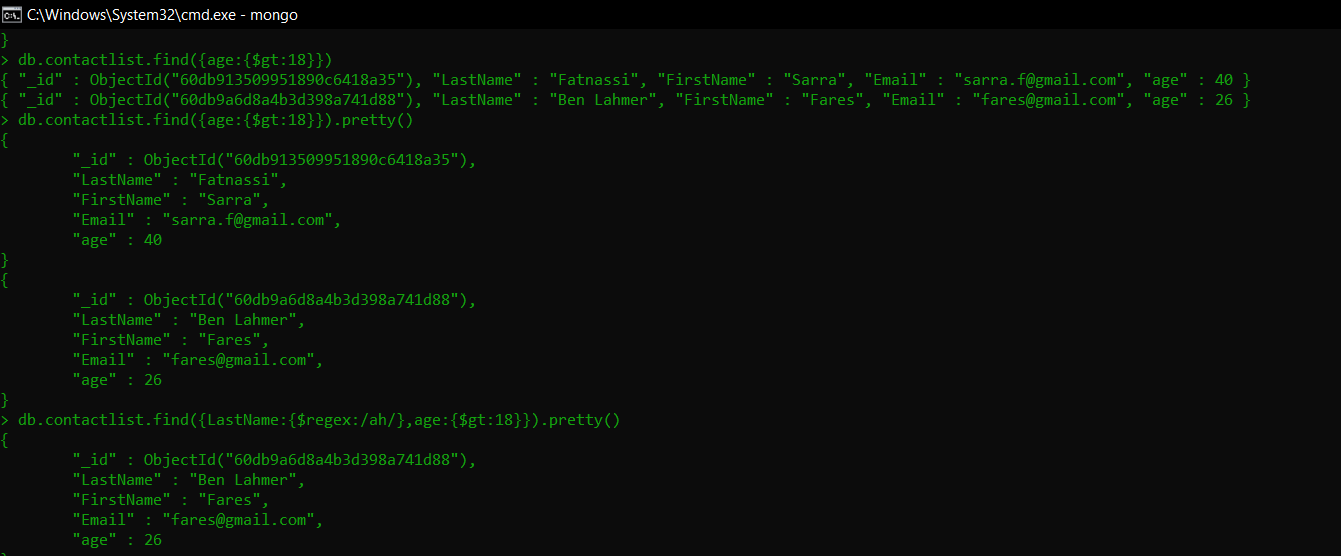 C:\Windows\System32\cmd.exe - mongo
}
> db.contactlist.find({age:{$gt:18}})
{ "_id" : ObjectId("60db913509951890c6418a35"), "LastName" : "Fatnassi", "FirstName" : "Sarra", "Email" : "sarra.f@gmail.com", "age" : 40 }
{ "_id" : ObjectId("60db9a6d8a4b3d398a741d88"), "LastName" : "Ben Lahmer", "FirstName" : "Fares", "Email" : "fares@gmail.com", "age" : 26 }
> db.contactlist.find({age:{$gt:18}}).pretty()
{
        "_id" : ObjectId("60db913509951890c6418a35"),
        "LastName" : "Fatnassi",
        "FirstName" : "Sarra",
        "Email" : "sarra.f@gmail.com",
        "age" : 40
}
{
        "_id" : ObjectId("60db9a6d8a4b3d398a741d88"),
        "LastName" : "Ben Lahmer",
        "FirstName" : "Fares",
        "Email" : "fares@gmail.com",
        "age" : 26
}
> db.contactlist.find({LastName:{$regex:/ah/},age:{$gt:18}}).pretty()
{
        "_id" : ObjectId("60db9a6d8a4b3d398a741d88"),
        "LastName" : "Ben Lahmer",
        "FirstName" : "Fares",
        "Email" : "fares@gmail.com",
        "age" : 26